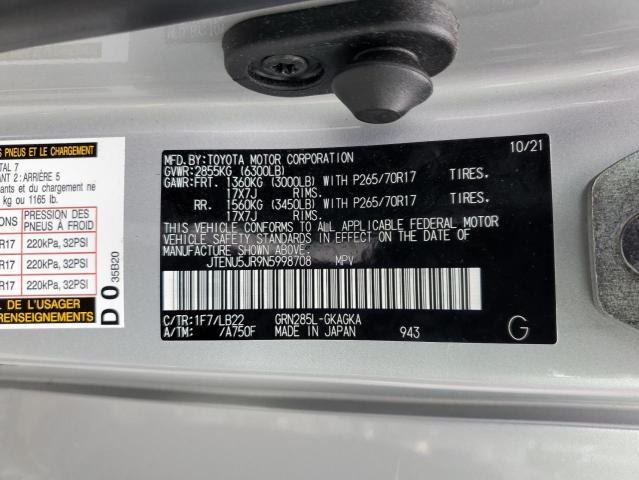 PNEUS ET LE CHARGEMENT
TAL 7
ANT 2: ARRIÈRE 5
ants et du chargement ne
kg ou 1165 lb.
ONS PRESSION DES PNEUS À FROID
R17 220kPa, 32PSI
R17 220kPa, 32PSI
R17 220kPa, 32PSI
L DE L'USAGER
RENSEIGNEMENTS
D 0 35B20
MFD.BY:TOYOTA MOTOR CORPORATION 10/21
GVWR:2855KG (6300LB)
GAWR:FRT. 1360KG (3000LB) WITH P265/70R17 TIRES.
17X7J RIMS.
RR. 1560KG (3450LB) WITH P265/70R17 TIRES.
17X7J RIMS.
THIS VEHICLE CONFORMS TO ALL APPLICABLE FEDERAL MOTOR
VEHICLE SAFETY STANDARDS IN EFFECT ON THE DATE OF
MANUFACTURE SHOWN ABOVE.
JTENU5JR9N5998708 MPV
C/TR:1F7/LB22 GRN285L-GKAGKA
A/TM: /A750F MADE IN JAPAN 943 G